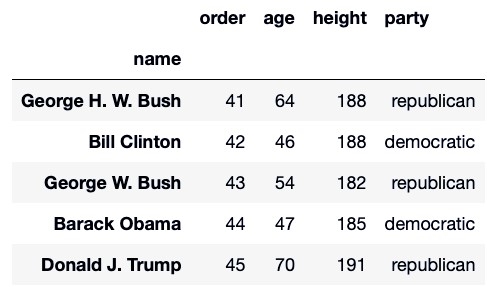 order age height party
name
George H. W. Bush 41 64 188 republican
Bill Clinton 42 46 188 democratic
George W. Bush 43 54 182 republican
Barack Obama 44 47 185 democratic
Donald J. Trump 45 70 191 republican